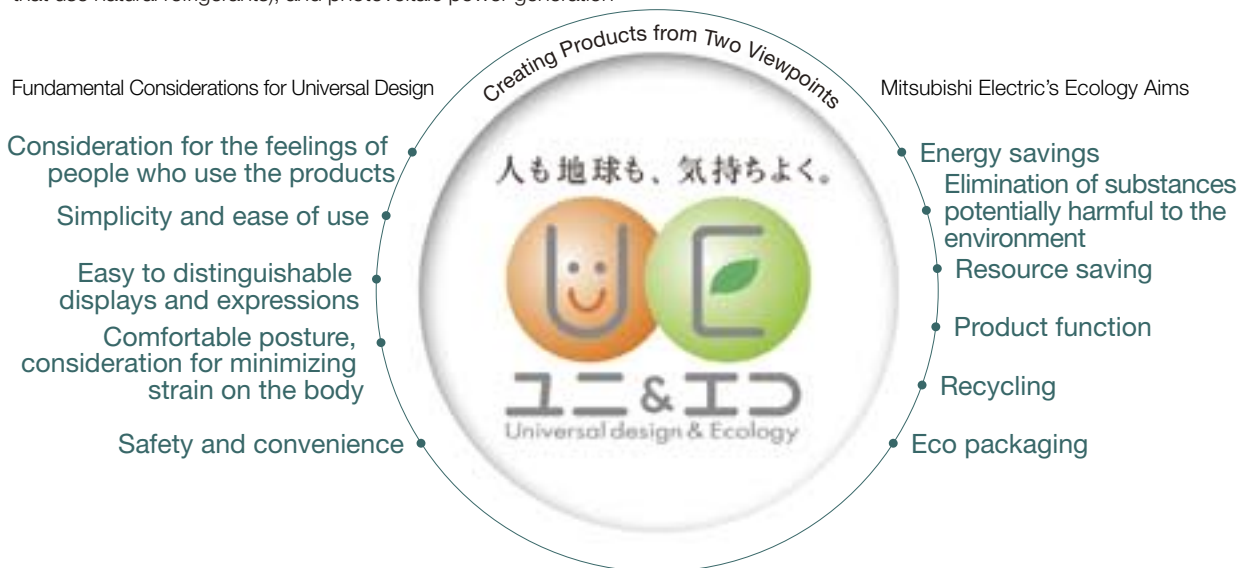 that use natural refrigerants), and photovoltaic power generation
Creating Products from Two Viewpoints
Fundamental Considerations for Universal Design
Consideration for the feelings of
people who use the products
Simplicity and ease of use
Easy to distinguishable
displays and expressions
Comfortable posture,
consideration for minimizing
strain on the body
Safety and convenience
人も地球も、気持ちよく。
UE
ユニ&エコ
Universal design & Ecology
Mitsubishi Electric's Ecology Aims
Energy savings
Elimination of substances
potentially harmful to the
environment
Resource saving
Product function
Recycling
Eco packaging